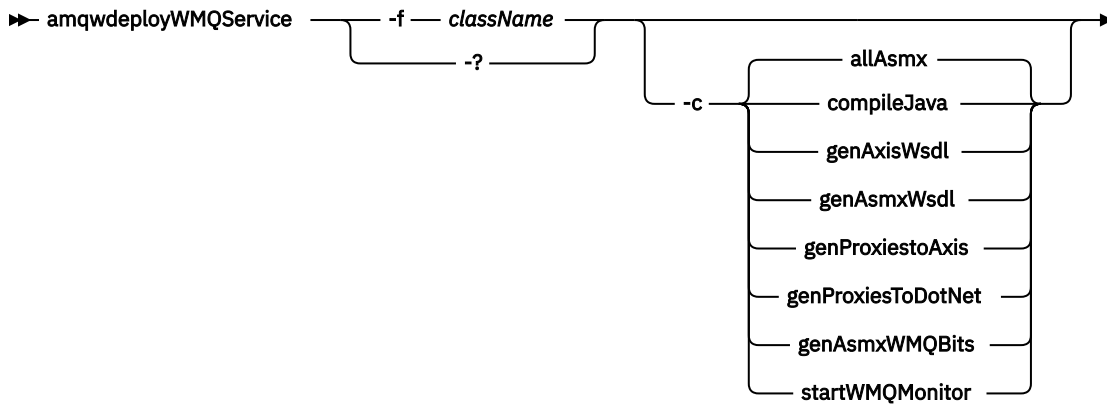 amqwdeployWMQService -f className
-?
allAsmx
-c compileJava
genAxisWsdl
genAsmxWsdl
genProxiestoAxis
genProxiesToDotNet
genAsmxWMQBits
startWMQMonitor